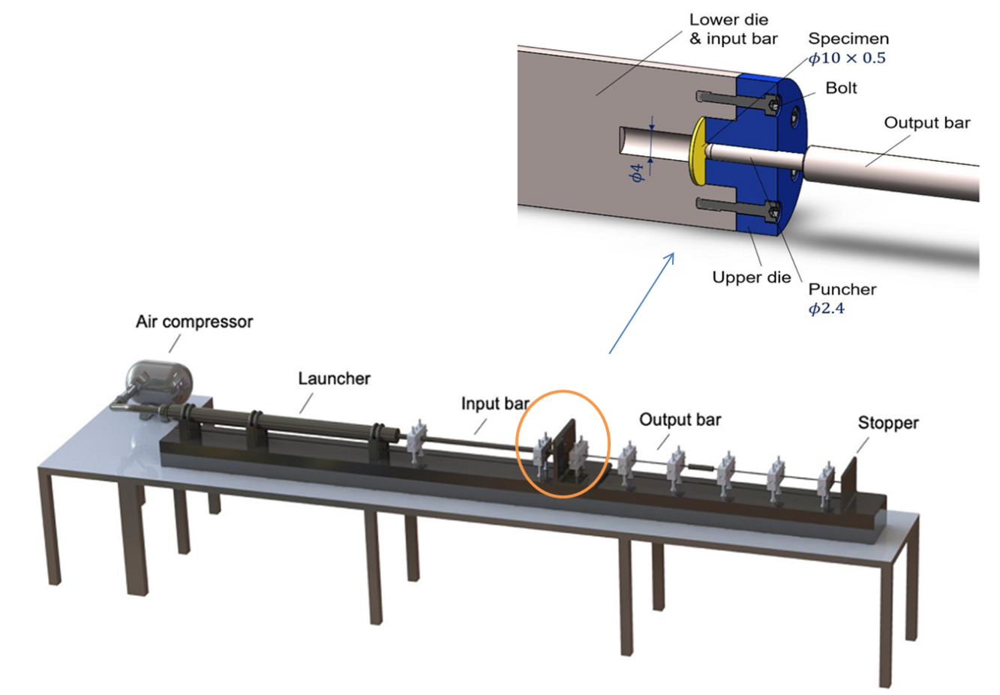 Lower die
& input bar
Specimen
ϕ10 × 0.5
Bolt
Output bar
ϕ4
Upper die
Puncher
ϕ2.4
Air compressor
Launcher
Input bar
Output bar
Stopper